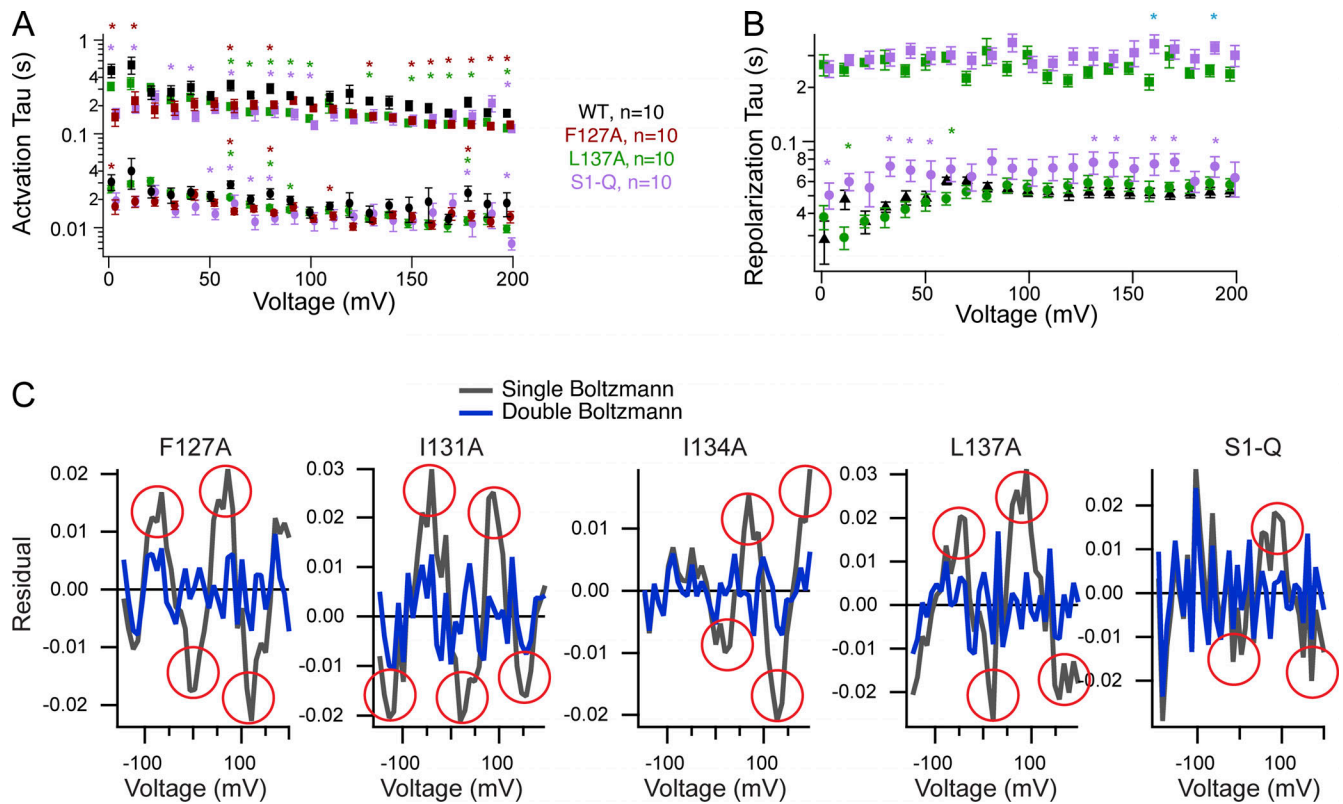 A
Actvation Tau (s)
1
4
2
0.1
4
2
0.01
0
50
100
150
200
Voltage (mV)
WT, n=10
F127A, n=10
L137A, n=10
S1-Q, n=10
B
Repolarization Tau (s)
2
0.1
8
6
4
0
50
100
150
200
Voltage (mV)
C
Single Boltzmann
Double Boltzmann
F127A
I131A
I134A
L137A
S1-Q
Residual
0.02
0.01
0.00
-0.01
-0.02
-100
100
Voltage (mV)
0.03
0.02
0.01
0.00
-0.01
-0.02
-100
100
Voltage (mV)
0.01
0.00
-0.01
-0.02
-100
100
Voltage (mV)
0.03
0.02
0.01
0.00
-0.01
-0.02
-100
100
Voltage (mV)
0.02
0.01
0.00
-0.01
-0.02
-100
100
Voltage (mV)